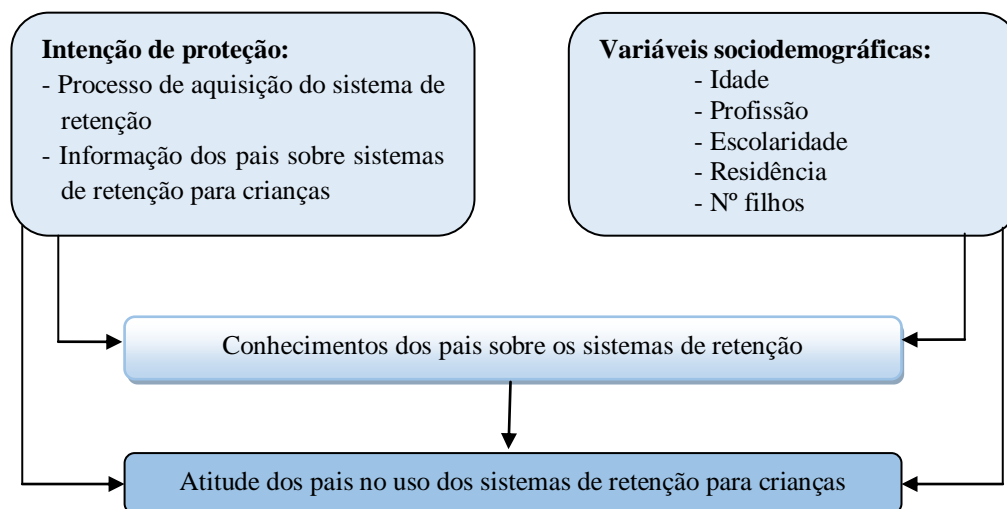 Intenção de proteção:
- Processo de aquisição do sistema de
retenção
- Informação dos pais sobre sistemas
de retenção para crianças
Variáveis sociodemográficas:
- Idade
- Profissão
- Escolaridade
- Residência
- Nº filhos
Conhecimentos dos pais sobre os sistemas de retenção
Atitude dos pais no uso dos sistemas de retenção para crianças